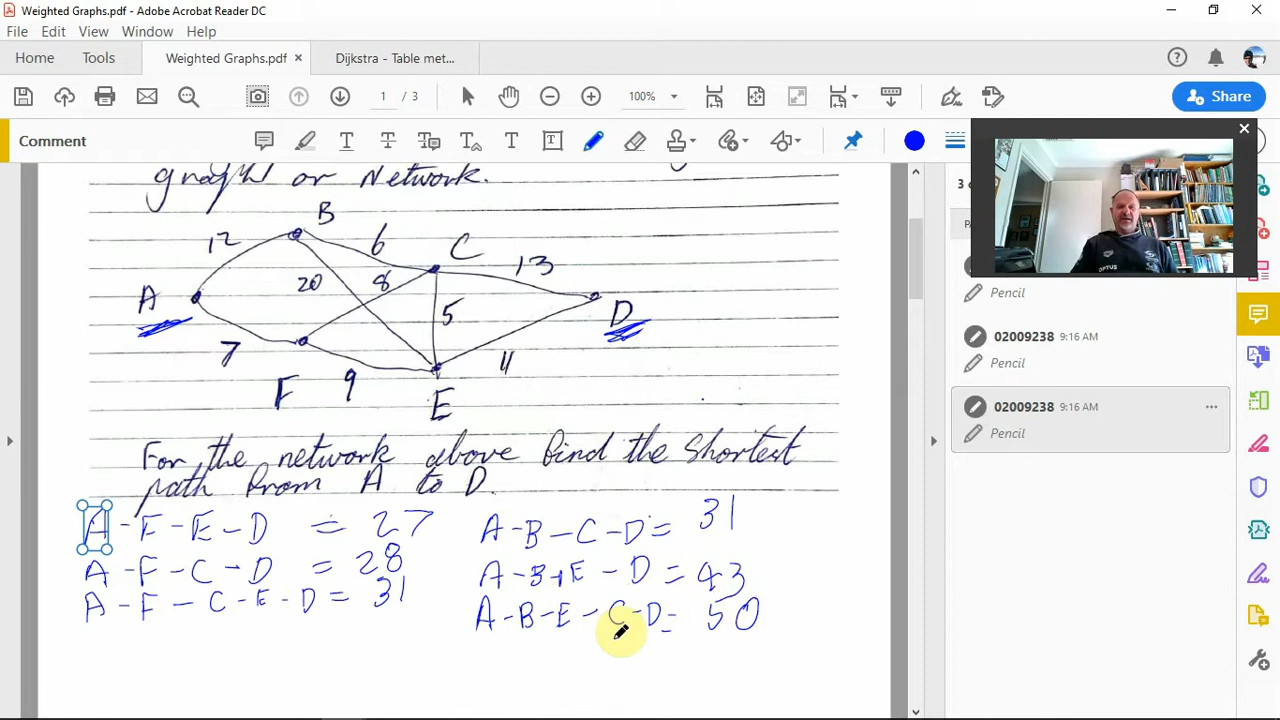 Weighted Graphs.pdf - Adobe Acrobat Reader DC
File Edit View Window Help
Home Tools Weighted Graphs.pdf × Dijkstra - Table met...
1 / 3 100% Share
Comment
graph or Network.
B
12 6 C
20 8 13
A 5 D
7 9 11
F E
For the network above find the shortest
path from A to D.
A - F - E - D = 27
A - F - C - D = 28
A - F - C - E - D = 31
A - B - C - D = 31
A - B - E - D = 43
A - B - E - C - D = 50
OPTUS
3 c
Pencil
02009238 9:16 AM
Pencil
02009238 9:16 AM
Pencil